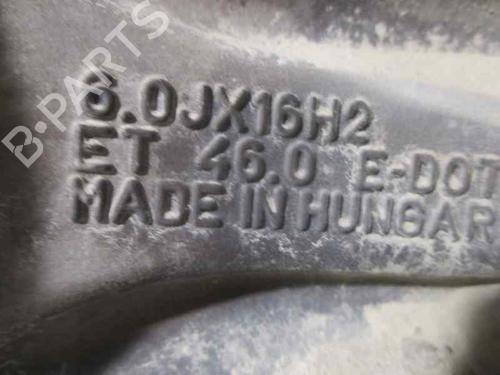 B-PARTS
6.0JX16H2
ET 46.0 E-DOT
MADE IN HUNGAR